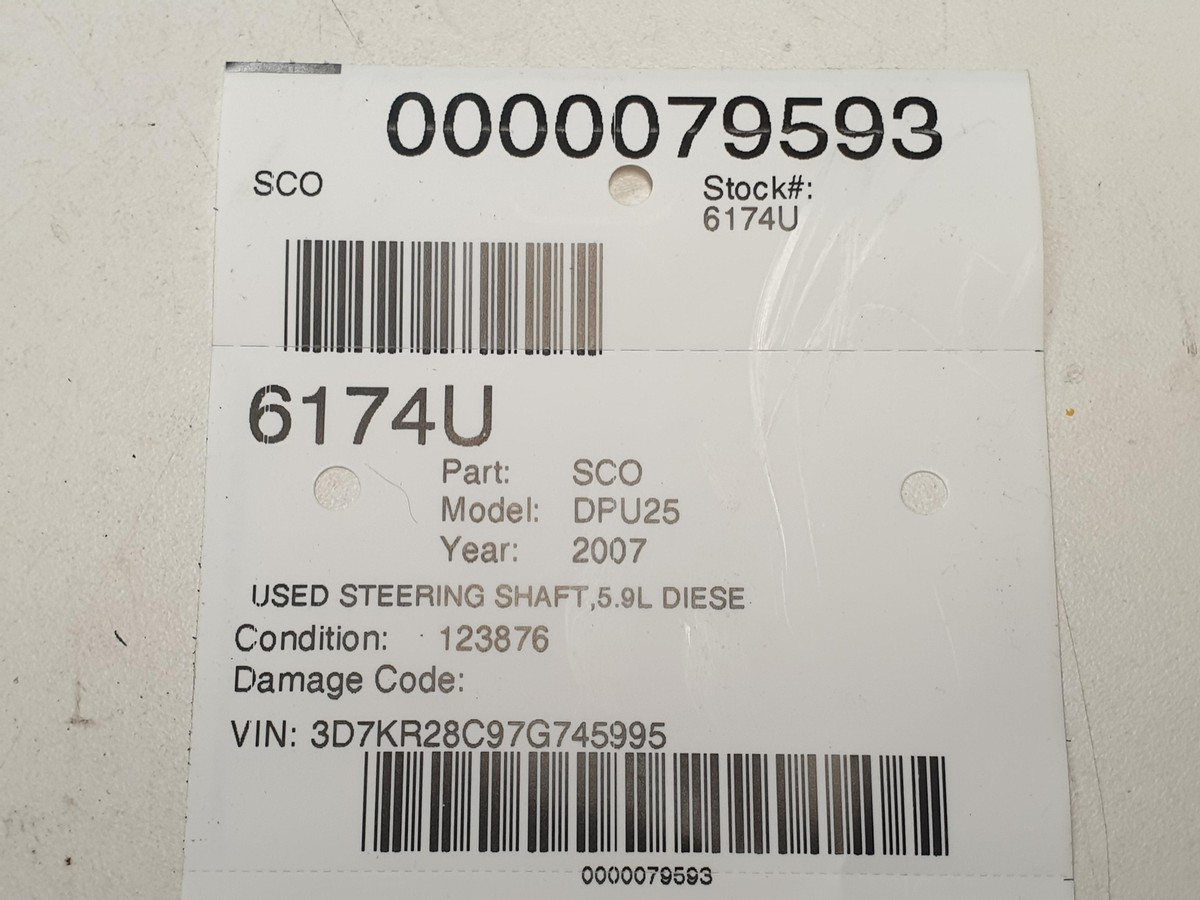 0000079593
SCO
Stock#:
6174U
6174U
Part: SCO
Model: DPU25
Year: 2007
USED STEERING SHAFT,5.9L DIESE
Condition: 123876
Damage Code:
VIN: 3D7KR28C97G745995
0000079593